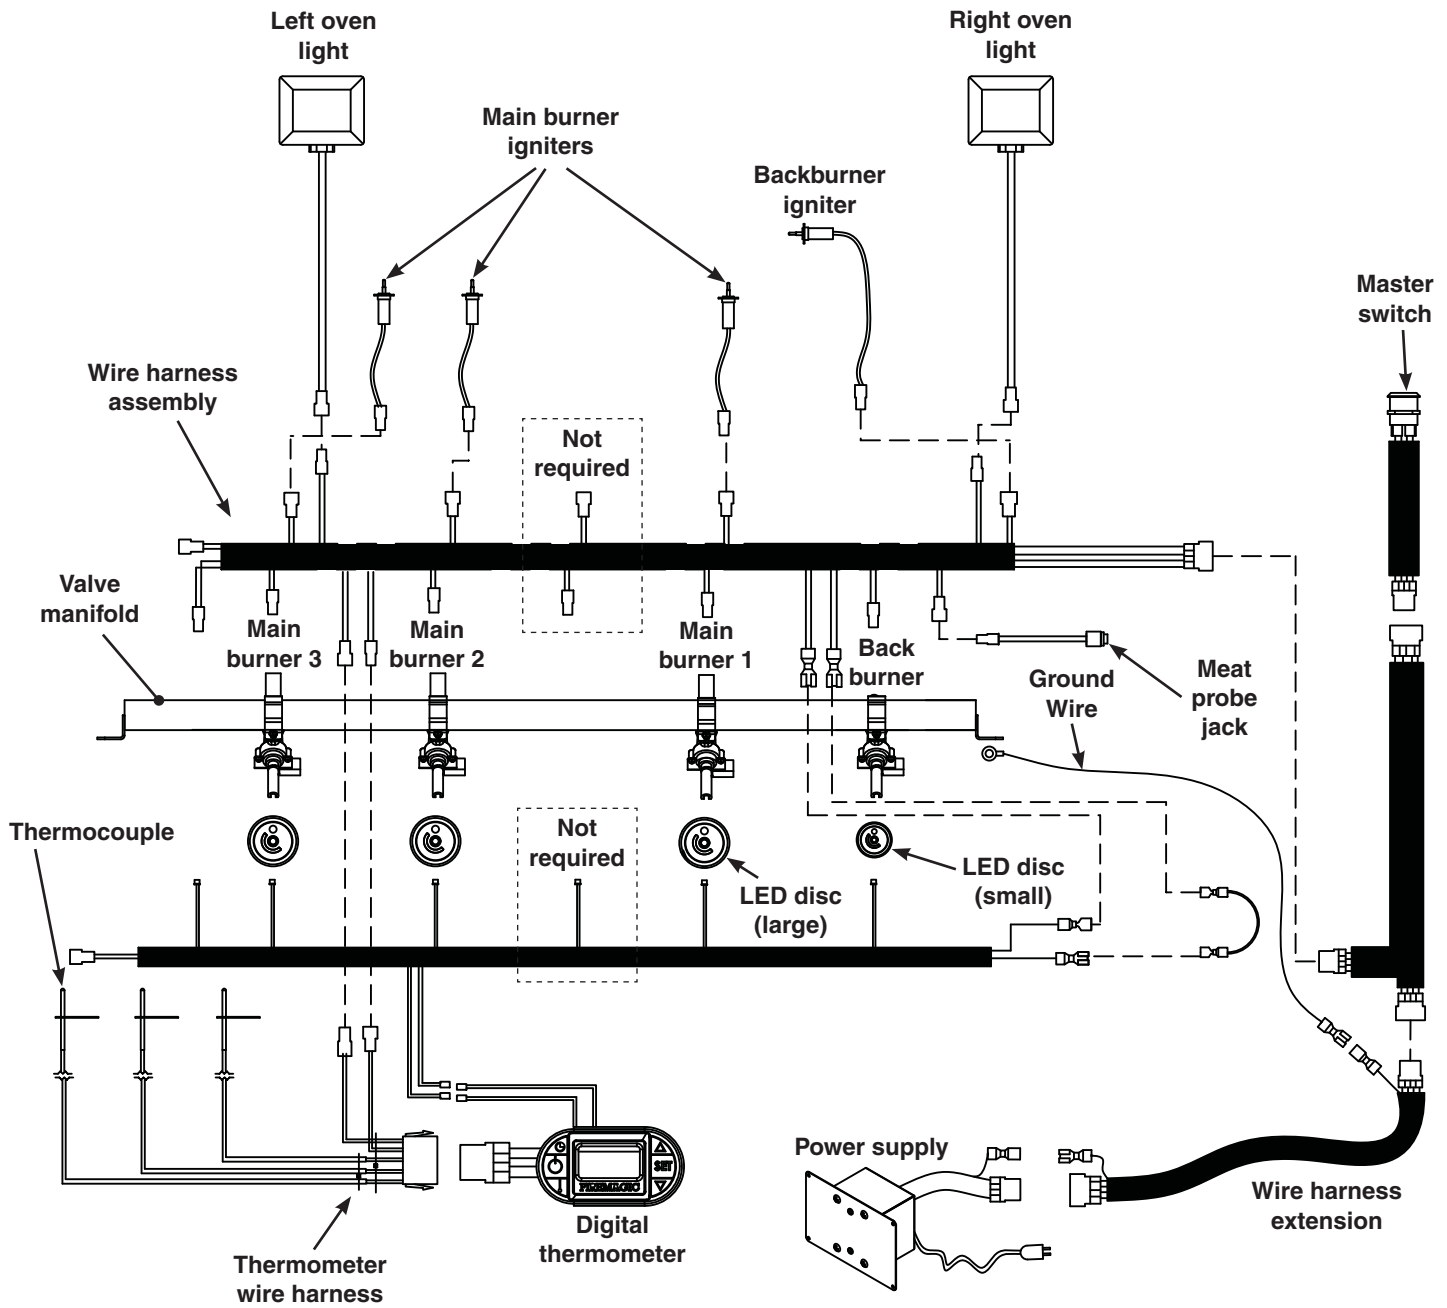 Left oven
light
Right oven
light
Main burner
igniters
Backburner
igniter
Master
switch
Wire harness
assembly
Not
required
Valve
manifold
Main
burner 3
Main
burner 2
Main
burner 1
Back
burner
Ground
Wire
Meat
probe
jack
Thermocouple
Not
required
LED disc
(large)
LED disc
(small)
SET
Power supply
Wire harness
extension
Digital
thermometer
Thermometer
wire harness